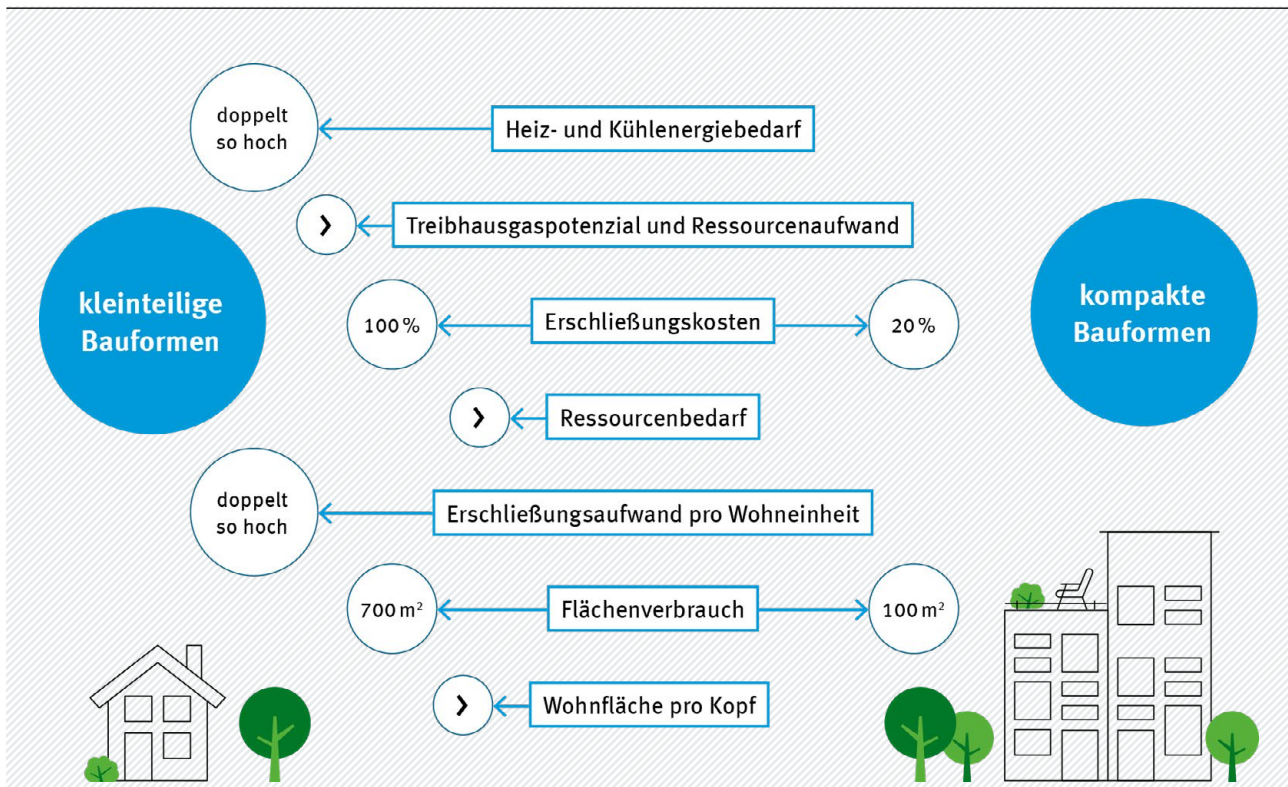 doppelt
so hoch
Heiz- und Kühlenergiebedarf
>
Treibhausgaspotenzial und Ressourcenaufwand
kleinteilige
Bauformen
kompakte
Bauformen
100 %
Erschließungskosten
20 %
>
Ressourcenbedarf
doppelt
so hoch
Erschließungsaufwand pro Wohneinheit
700 m²
Flächenverbrauch
100 m²
>
Wohnfläche pro Kopf